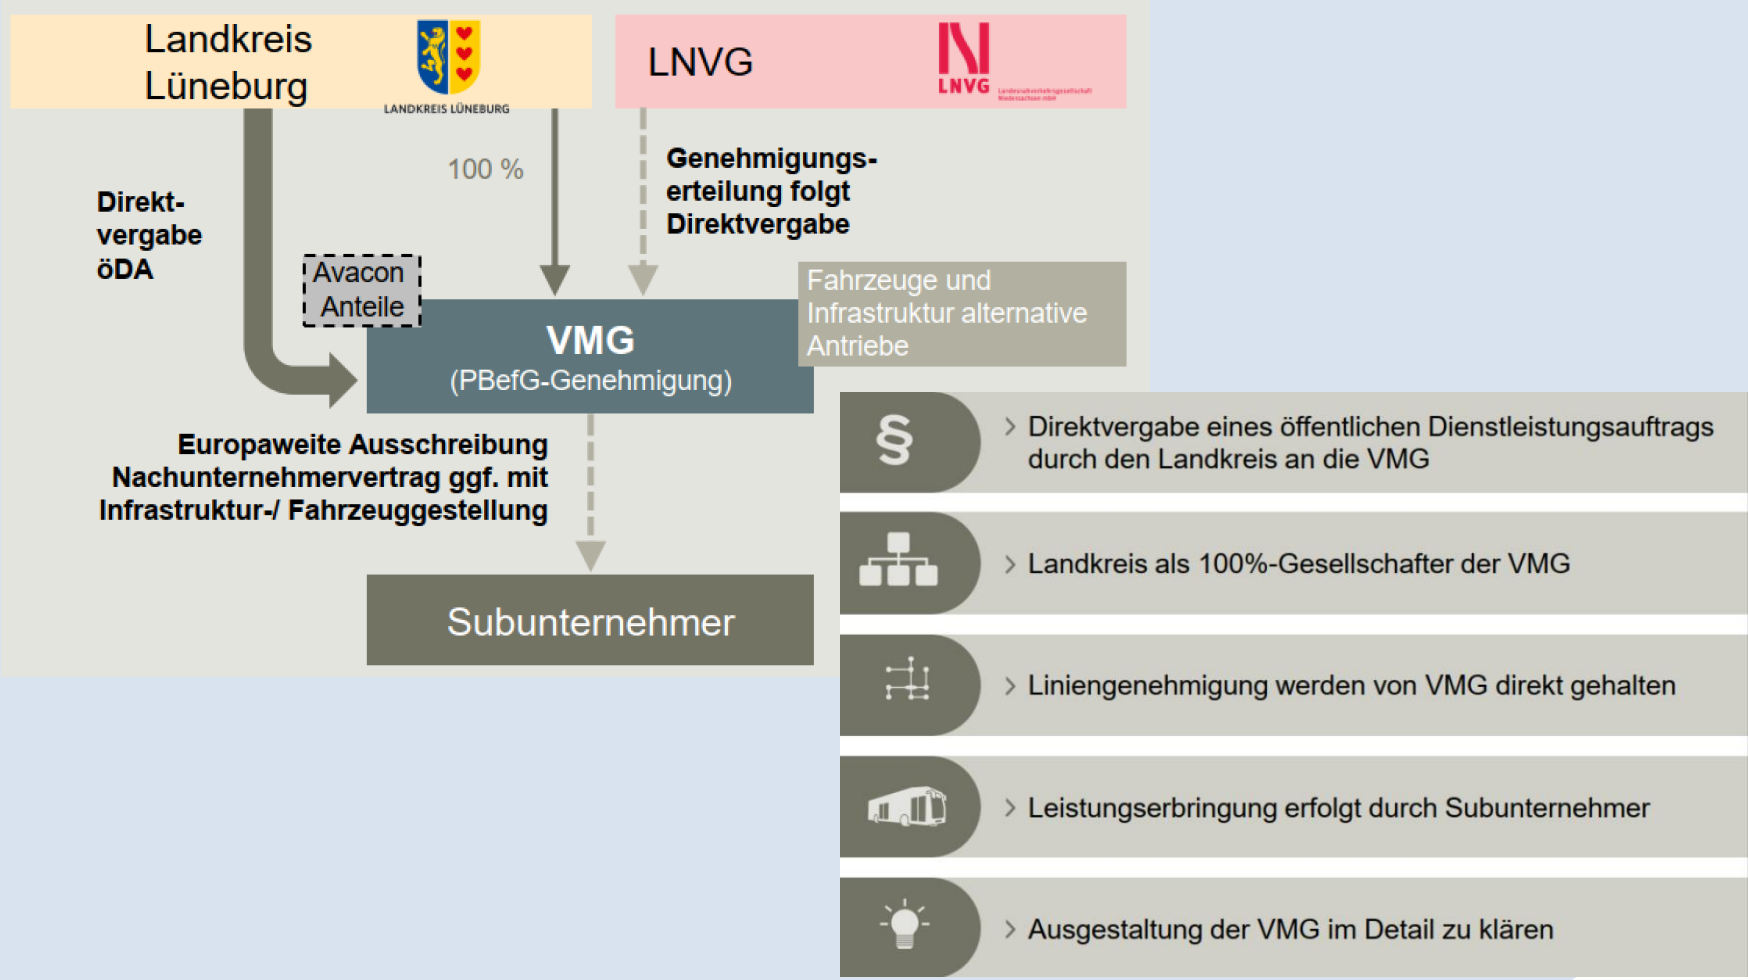 Landkreis
Lüneburg
LANDKREIS LÜNEBURG
LNVG
LNVG
Landesnahverkehrsgesellschaft
Niedersachsen mbH
100 %
Genehmigungs-
erteilung folgt
Direktvergabe
Direkt-
vergabe
öDA
Avacon
Anteile
VMG
(PBefG-Genehmigung)
Fahrzeuge und
Infrastruktur alternative
Antriebe
Europaweite Ausschreibung
Nachunternehmervertrag ggf. mit
Infrastruktur-/ Fahrzeuggestellung
Subunternehmer
§
> Direktvergabe eines öffentlichen Dienstleistungsauftrags
durch den Landkreis an die VMG
> Landkreis als 100%-Gesellschafter der VMG
> Liniengenehmigung werden von VMG direkt gehalten
> Leistungserbringung erfolgt durch Subunternehmer
> Ausgestaltung der VMG im Detail zu klären